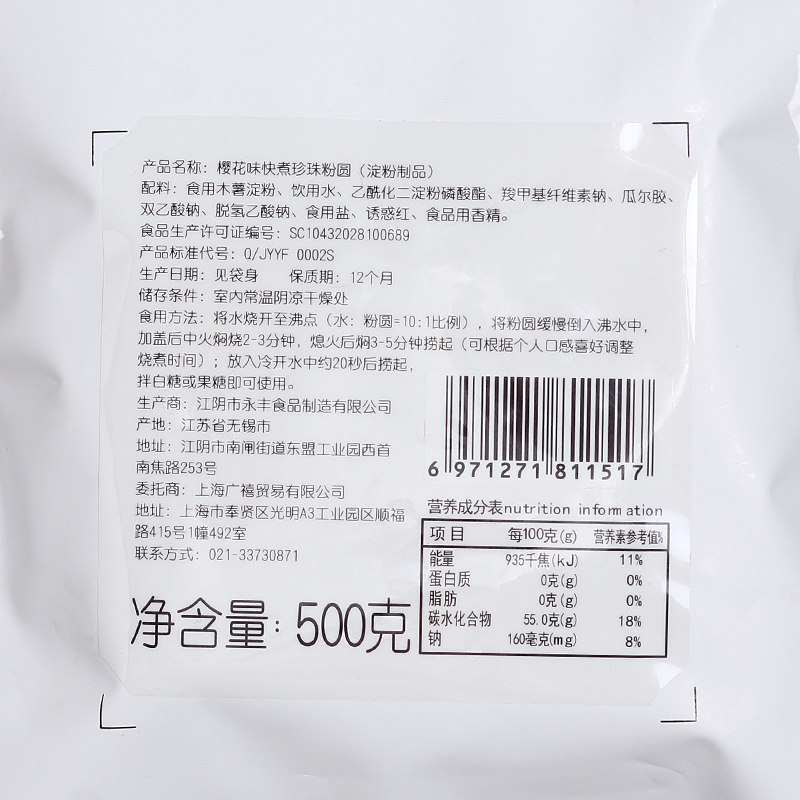 产品名称：樱花味快煮珍珠粉圆（淀粉制品）
配料：食用木薯淀粉、饮用水、乙酰化二淀粉磷酸酯、羧甲基纤维素钠、瓜尔胶、
双乙酸钠、脱氢乙酸钠、食用盐、诱惑红、食品用香精。
食品生产许可证编号：SC10432028100689
产品标准代号：Q/JYYF 0002S
生产日期：见袋身 保质期：12个月
储存条件：室内常温阴凉干燥处
食用方法：将水烧开至沸点（水：粉圆=10:1比例），将粉圆缓慢倒入沸水中，
加盖后中火焖烧2-3分钟，熄火后焖3-5分钟捞起（可根据个人口感喜好调整
烧煮时间）；放入冷开水中约20秒后捞起，
拌白糖或果糖即可使用。
生产商：江阴市永丰食品制造有限公司
产地：江苏省无锡市
地址：江阴市南闸街道东盟工业园西首
南焦路253号
委托商：上海广禧贸易有限公司
地址：上海市奉贤区光明A3工业园区顺福
路415号1幢492室
联系方式：021-33730871
净含量：500克
6 971271 811517
营养成分表nutrition information
项目 每100克(g) 营养素参考值%
能量 935千焦(kJ) 11%
蛋白质 0克(g) 0%
脂肪 0克(g) 0%
碳水化合物 55.0克(g) 18%
钠 160毫克(mg) 8%